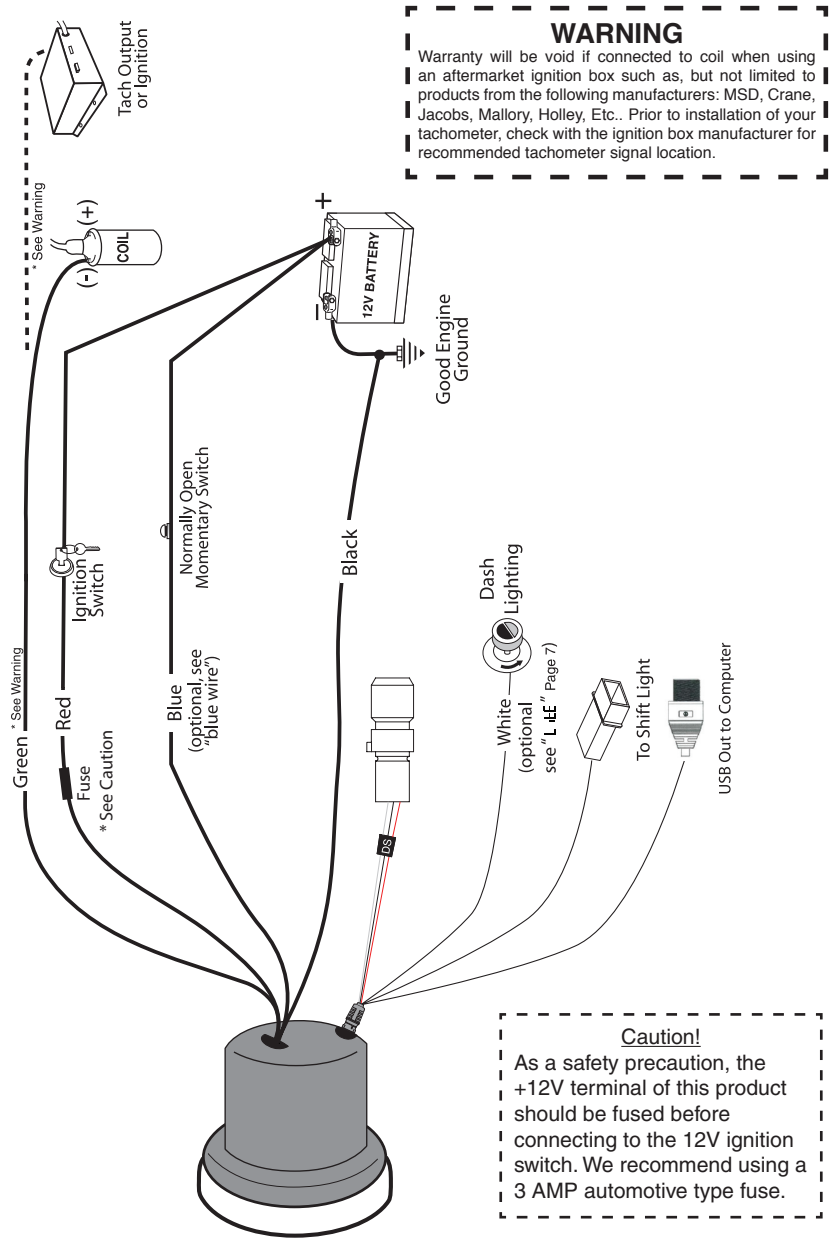 WARNING
Warranty will be void if connected to coil when using
an aftermarket ignition box such as, but not limited to
products from the following manufacturers: MSD, Crane,
Jacobs, Mallory, Holley, Etc.. Prior to installation of your
tachometer, check with the ignition box manufacturer for
recommended tachometer signal location.
Tach Output
or Ignition
* See Warning
(-) (+)
COIL
+
12V BATTERY
–
Good Engine
Ground
Green * See Warning
Red
Ignition
Switch
Fuse
* See Caution
Blue
(optional, see
"blue wire")
Normally Open
Momentary Switch
Black
DS
White
(optional
see " " Page 7)
Dash
Lighting
To Shift Light
USB Out to Computer
Caution!
As a safety precaution, the
+12V terminal of this product
should be fused before
connecting to the 12V ignition
switch. We recommend using a
3 AMP automotive type fuse.